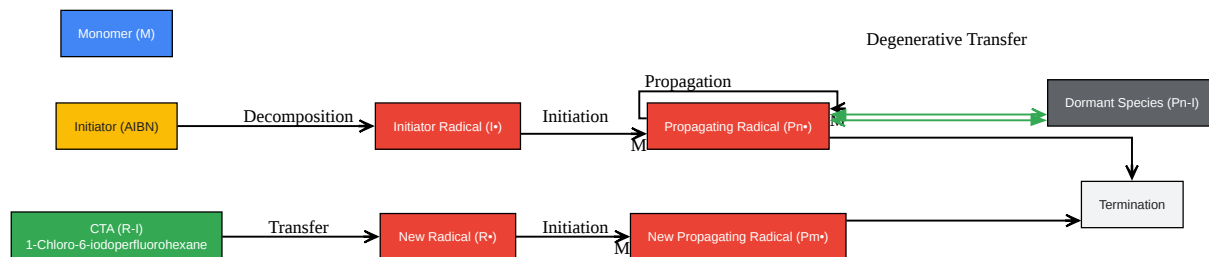 Monomer (M)
Degenerative Transfer
Propagation
Dormant Species (Pn-I)
Initiator (AIBN)
Decomposition
Initiator Radical (I•)
Initiation
M
Propagating Radical (Pn•)
M
Termination
CTA (R-I)
1-Chloro-6-iodoperfluorohexane
Transfer
New Radical (R•)
Initiation
M
New Propagating Radical (Pm•)